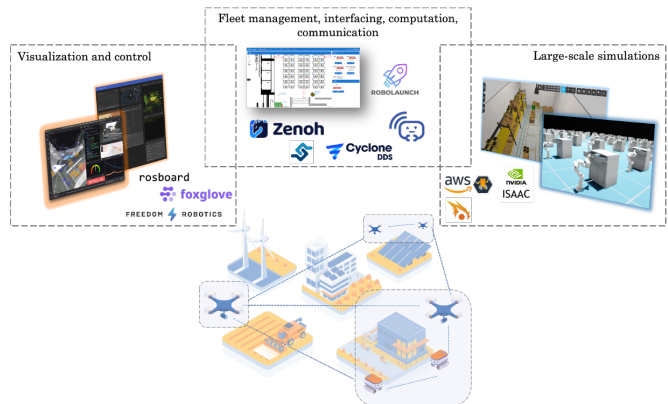 Fleet management, interfacing, computation,
communication
Visualization and control
Large-scale simulations
ROBOLAUNCH
Zenoh
Cyclone
DDS
rosboard
foxglove
FREEDOM ROBOTICS
aws
NVIDIA.
ISAAC